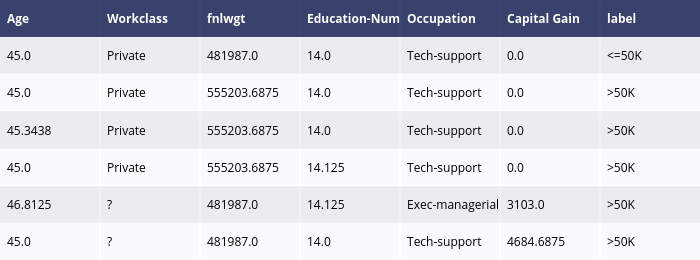 Age Workclass fnlwgt Education-Num Occupation Capital Gain label
45.0 Private 481987.0 14.0 Tech-support 0.0 <=50K
45.0 Private 555203.6875 14.0 Tech-support 0.0 >50K
45.3438 Private 555203.6875 14.0 Tech-support 0.0 >50K
45.0 Private 555203.6875 14.125 Tech-support 0.0 >50K
46.8125 ? 481987.0 14.125 Exec-managerial 3103.0 >50K
45.0 ? 481987.0 14.0 Tech-support 4684.6875 >50K